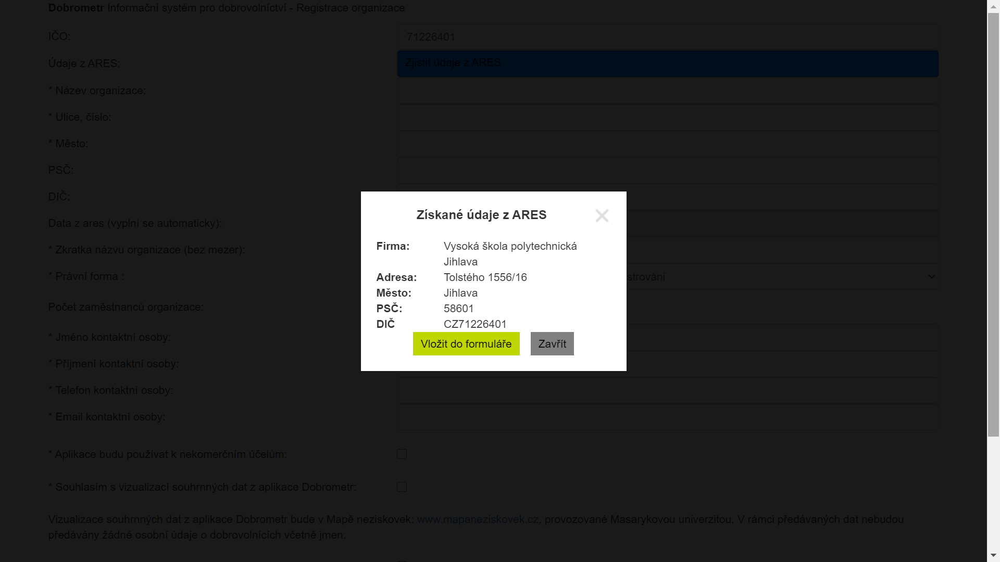 Dobrometr Informační systém pro dobrovolníctví - Registrace organizace
IČO:
71226401
Údaje z ARES:
Zjistit údaje z ARES
* Název organizace:
* Ulice, číslo:
* Město:
PSČ:
DIČ:
Data z ares (vyplní se automaticky):
* Zkratka názvu organizace (bez mezer):
* Právní forma :
strováni
Počet zaměstnanců organizace:
* Jméno kontaktní osoby:
* Příjmení kontaktní osoby:
* Telefon kontaktní osoby:
* Email kontaktní osoby:
* Aplikace budu používat k nekomerčním účelům:
* Souhlasím s vizualizací souhrnných dat z aplikace Dobrometr:
Vizualizace souhrnných dat z aplikace Dobrometr bude v Mapě neziskovek: www.mapaneziskovek.cz, provozované Masarykovou univerzitou. V rámci předávaných dat nebudou
předávány žádné osobní údaje o dobrovolnících včetně jmen.
Získané údaje z ARES
Firma: Vysoká škola polytechnická
Jihlava
Adresa: Tolstého 1556/16
Město: Jihlava
PSČ: 58601
DIČ CZ71226401
Vložit do formuláře
Zavřít